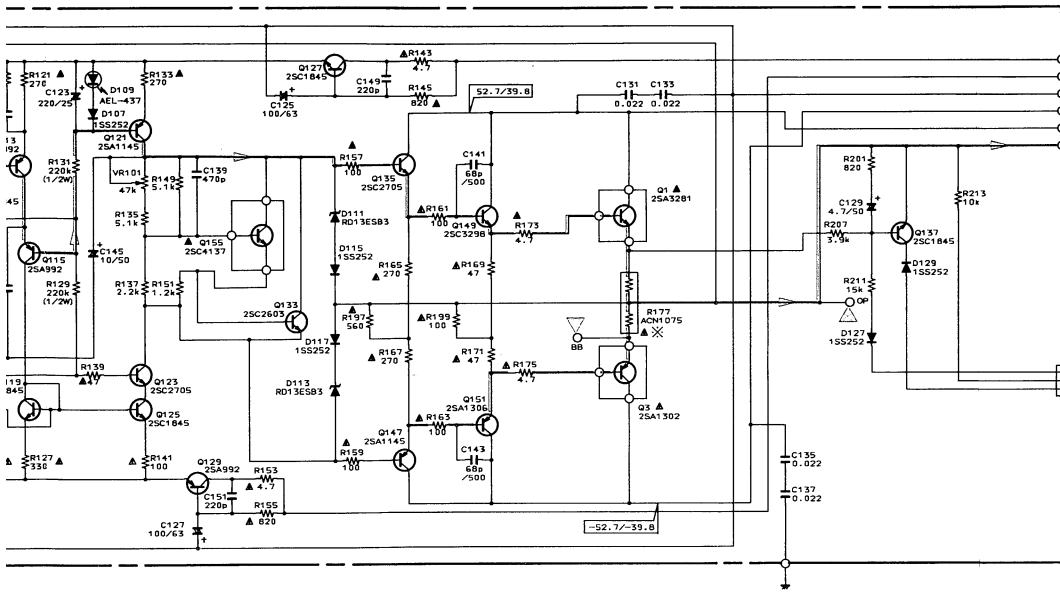 R121
270
C123
220/25
D109
AEL-437
D107
1SS252
R133
270
Q121
2SA1145
Q127
2SC1845
C149
220p
R143
4.7
R145
820
C125
100/63
52.7/39.8
C131
0.022
C133
0.022
13
992
R131
220k
(1/2W)
VR101
47k
R149
5.1k
C139
470p
R135
5.1k
Q155
2SC4137
R157
100
D111
RD13ESB3
D115
1SS252
Q135
2SC2705
C141
68p
/500
R161
100
Q149
2SC3298
R173
4.7
Q1
2SA3281
R201
820
C129
4.7/50
R207
3.9k
Q137
2SC1845
R213
10k
845
Q115
2SA992
C145
10/50
R129
220k
(1/2W)
R137
2.2k
R151
1.2k
Q133
2SC2603
R165
270
R169
47
R197
560
R199
100
R177
ACN1075
※
BB
OP
R211
15k
D129
1SS252
D127
1SS252
D117
1SS252
R167
270
R171
47
R175
4.7
D113
RD13ESB3
R139
47
Q123
2SC2705
119
1845
Q125
2SC1845
Q151
2SA1306
Q3
2SA1302
R163
100
Q147
2SA1145
C143
68p
/500
R127
330
R141
100
Q129
2SA992
R153
4.7
C151
220p
R155
820
R159
100
C135
0.022
C137
0.022
C127
100/63
-52.7/-39.8